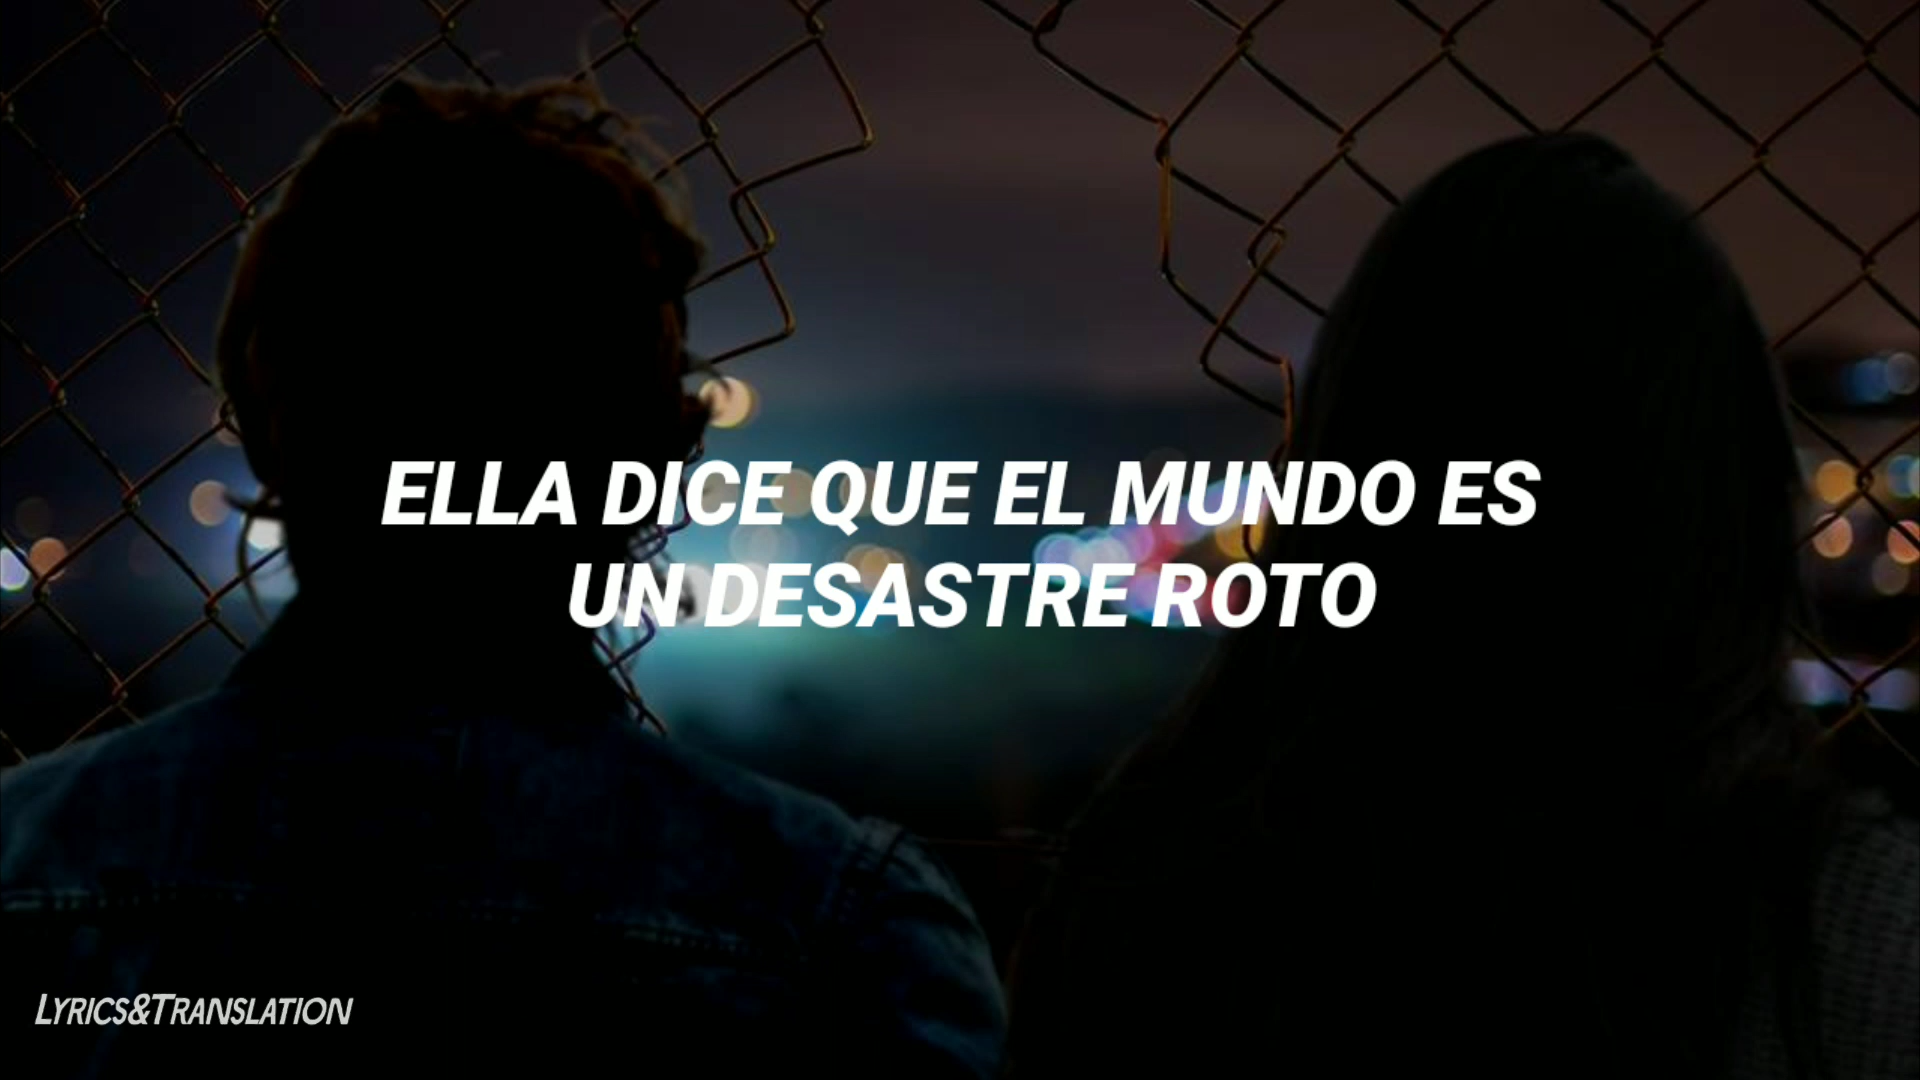 ELLA DICE QUE EL MUNDO ES
UN DESASTRE ROTO
LYRICS&TRANSLATION